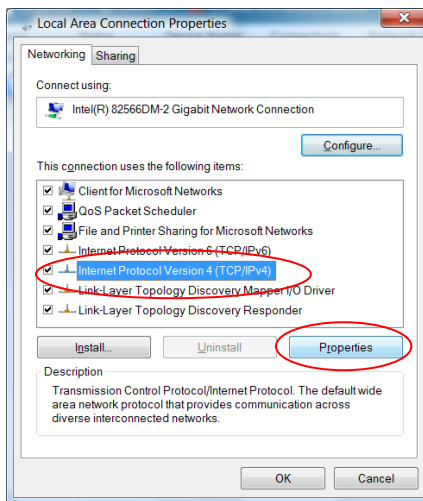 Local Area Connection Properties
Networking
Sharing
Connect using:
Intel(R) 82566DM-2 Gigabit Network Connection
Configure...
This connection uses the following items:
Client for Microsoft Networks
QoS Packet Scheduler
File and Printer Sharing for Microsoft Networks
Internet Protocol Version 6 (TCP/IPv6)
Internet Protocol Version 4 (TCP/IPv4)
Link-Layer Topology Discovery Mapper I/O Driver
Link-Layer Topology Discovery Responder
Install...
Uninstall
Properties
Description
Transmission Control Protocol/Internet Protocol. The default wide
area network protocol that provides communication across
diverse interconnected networks.
OK
Cancel